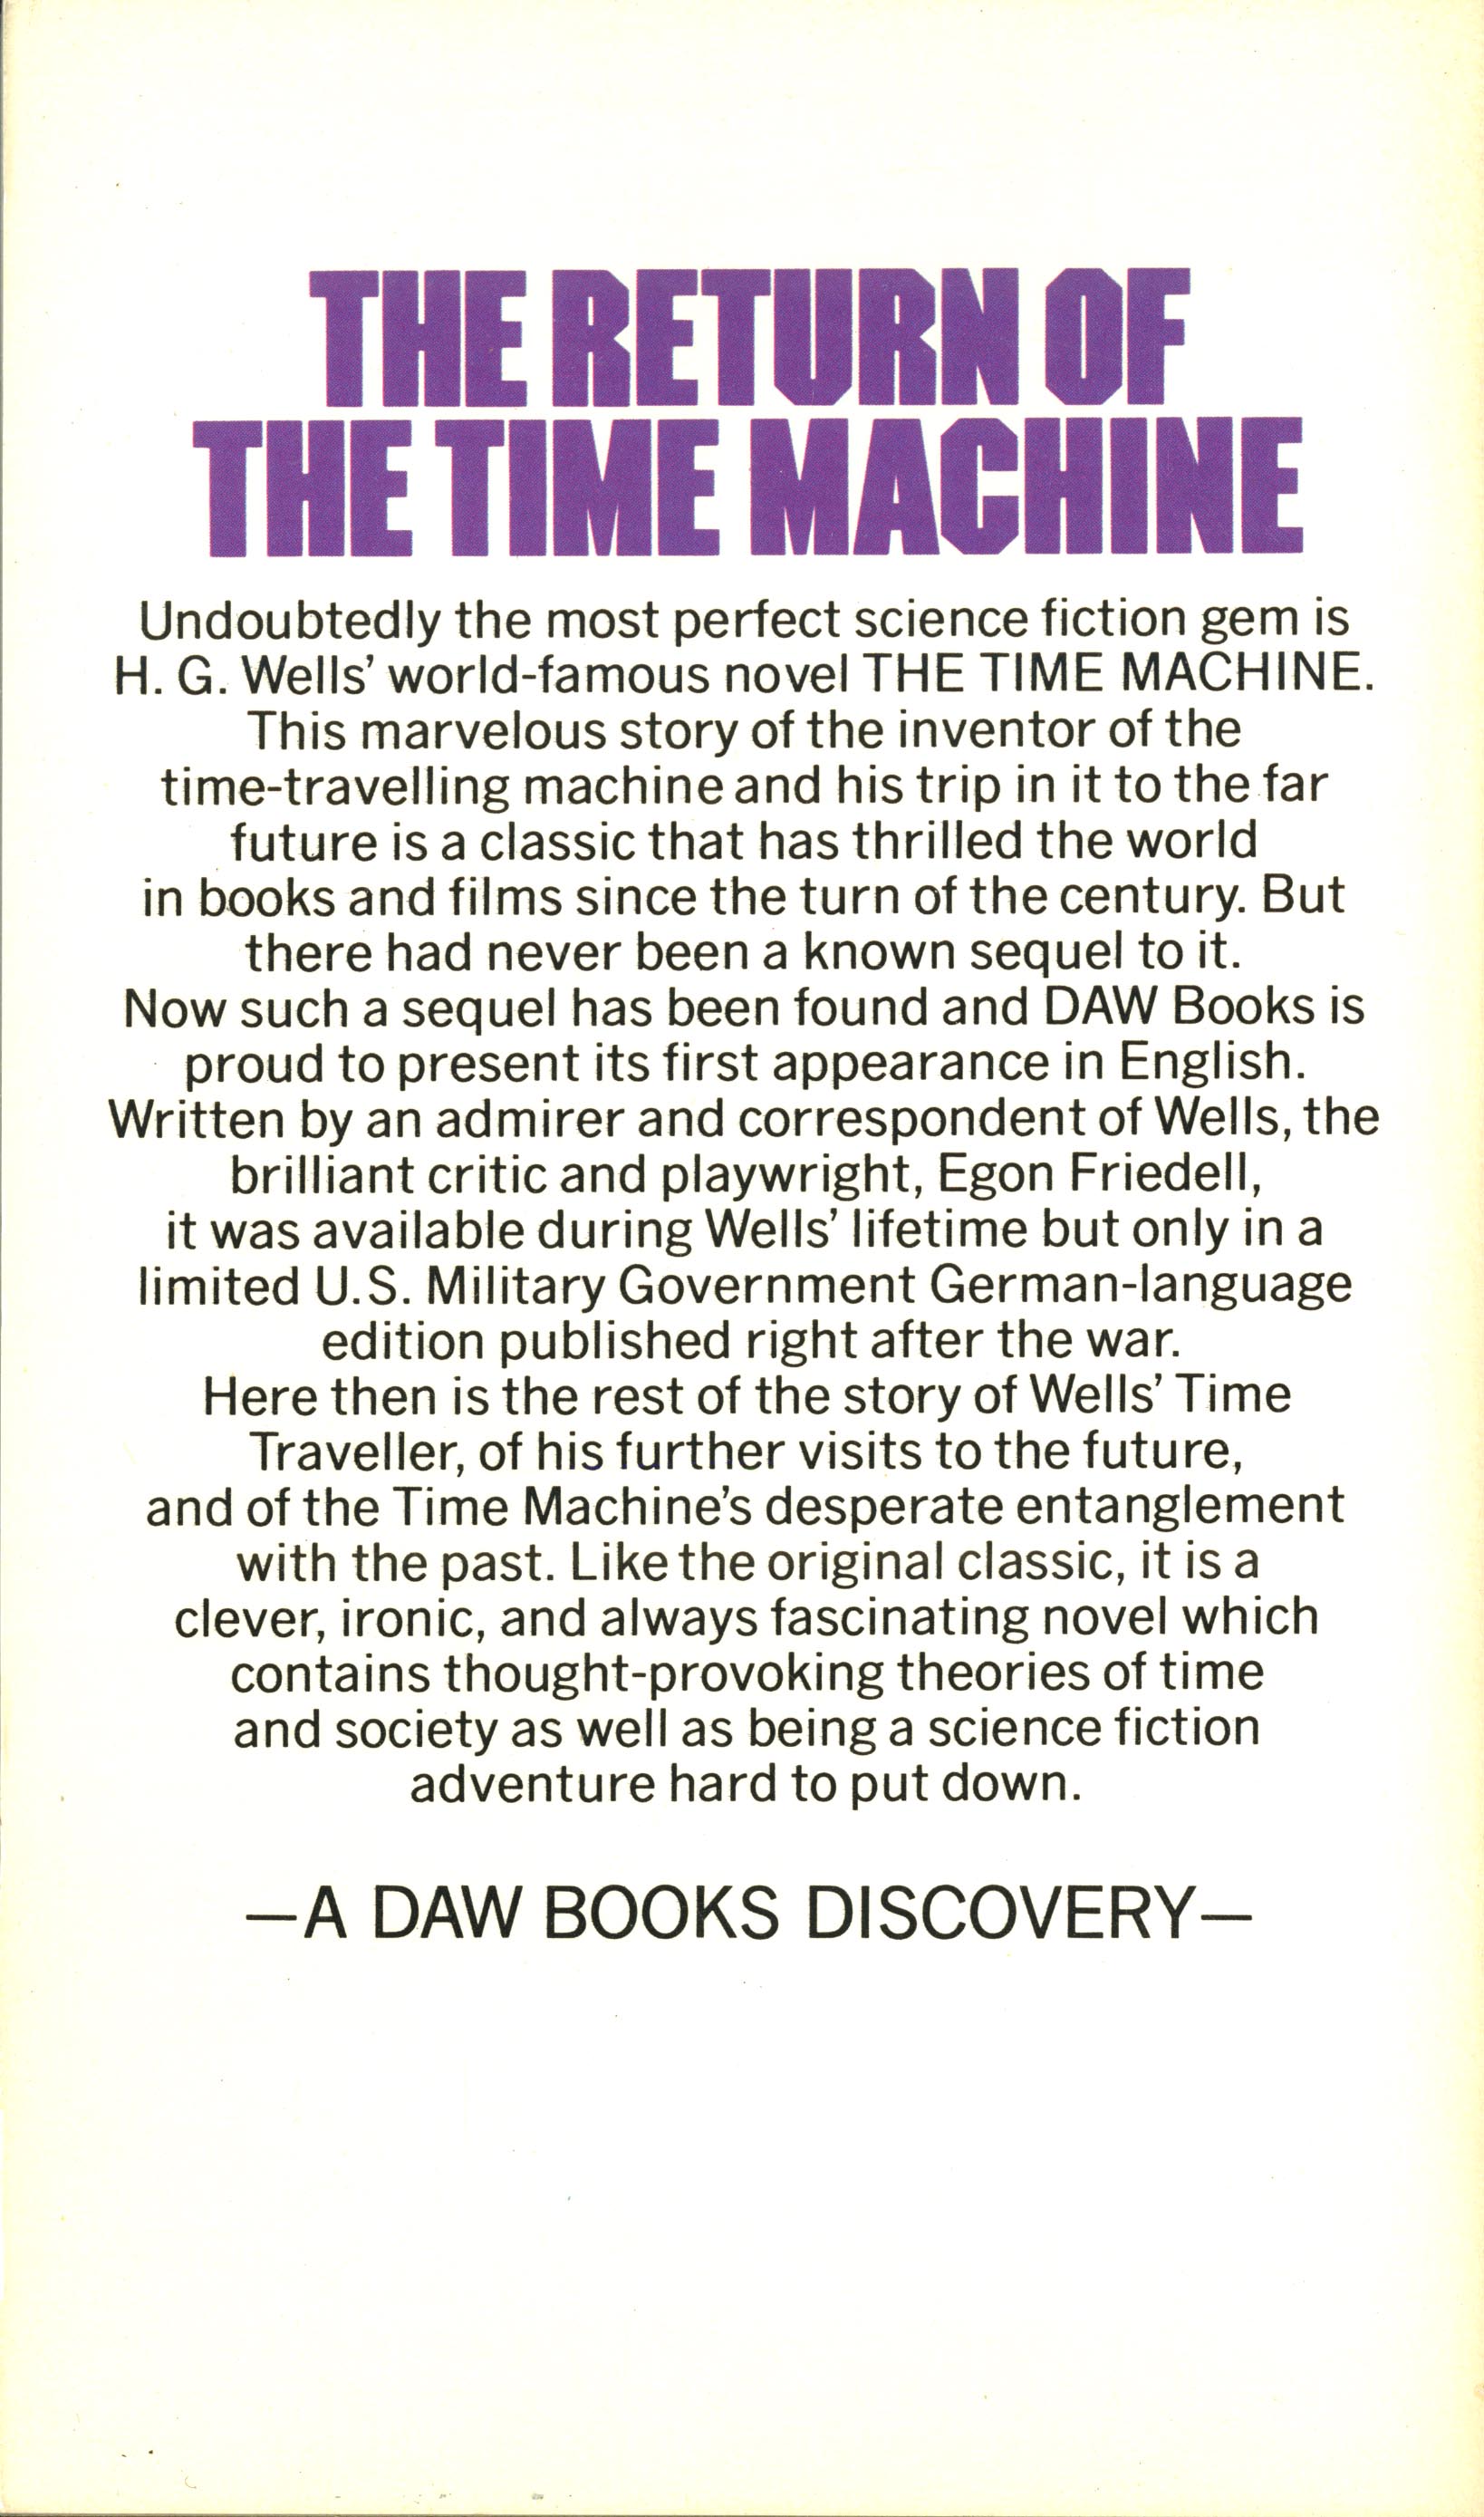 THE RETURN OF
THE TIME MACHINE
Undoubtedly the most perfect science fiction gem is
H. G. Wells’ world-famous novel THE TIME MACHINE.
This marvelous story of the inventor of the
time-travelling machine and his trip in it to the far
future is a classic that has thrilled the world
in books and films since the turn of the century. But
there had never been a known sequel to it.
Now such a sequel has been found and DAW Books is
proud to present its first appearance in English.
Written by an admirer and correspondent of Wells, the
brilliant critic and playwright, Egon Friedell,
it was available during Wells’ lifetime but only in a
limited U.S. Military Government German-language
edition published right after the war.
Here then is the rest of the story of Wells’ Time
Traveller, of his further visits to the future,
and of the Time Machine’s desperate entanglement
with the past. Like the original classic, it is a
clever, ironic, and always fascinating novel which
contains thought-provoking theories of time
and society as well as being a science fiction
adventure hard to put down.
—A DAW BOOKS DISCOVERY—